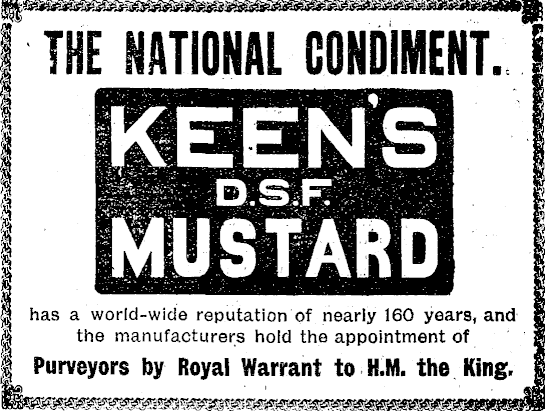 THE NATIONAL CONDIMENT.
KEEN'S
D.S.F.
MUSTARD
has a world-wide reputation of nearly 160 years, and
the manufacturers hold the appointment of
Purveyors by Royal Warrant to H.M. the King.